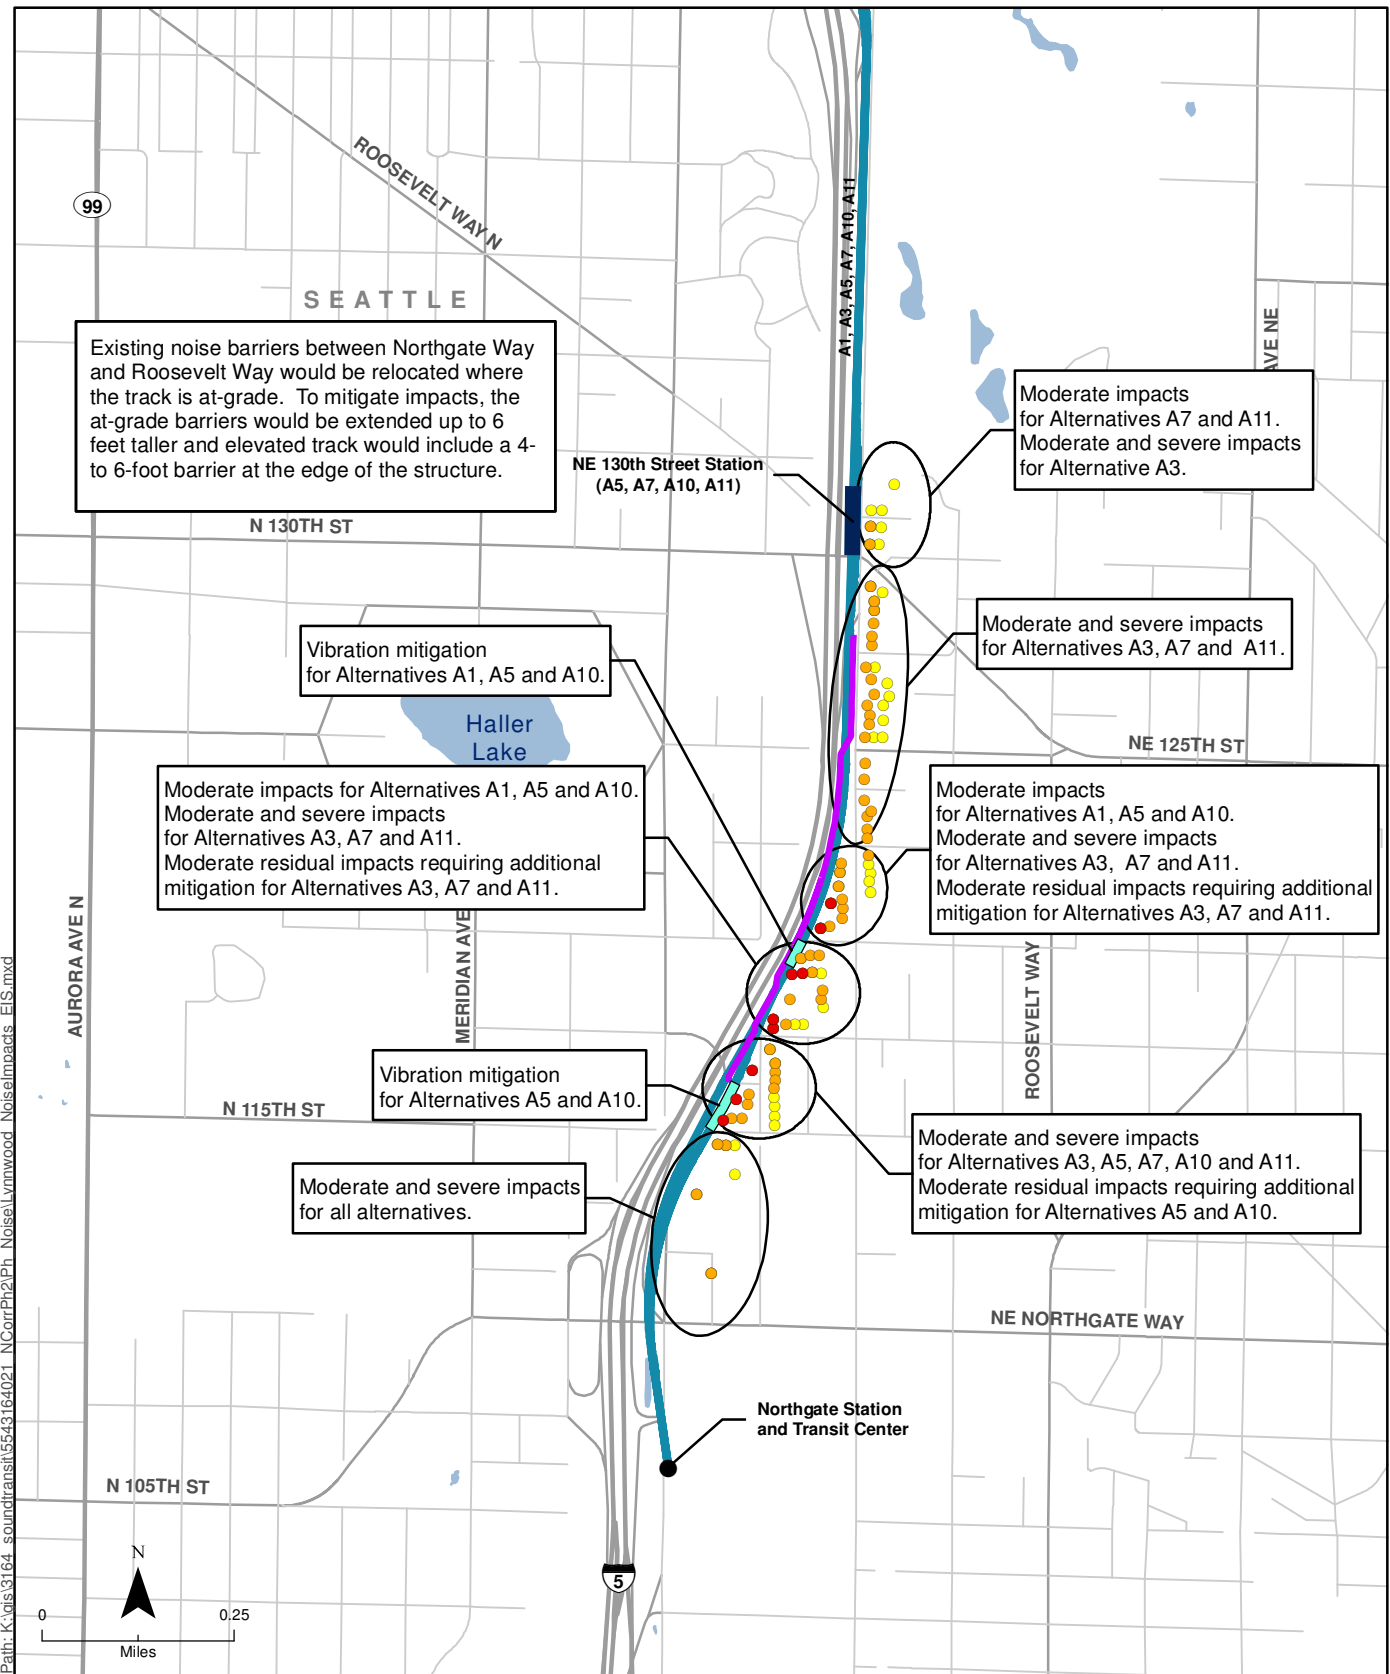 ROOSEVELT WAY N
99
SEATTLE
A1, A3, A5, A7, A10, A11
AVE NE
Existing noise barriers between Northgate Way
and Roosevelt Way would be relocated where
the track is at-grade. To mitigate impacts, the
at-grade barriers would be extended up to 6
feet taller and elevated track would include a 4-
to 6-foot barrier at the edge of the structure.
Moderate impacts
for Alternatives A7 and A11.
Moderate and severe impacts
for Alternative A3.
NE 130th Street Station
(A5, A7, A10, A11)
N 130TH ST
Moderate and severe impacts
for Alternatives A3, A7 and A11.
Vibration mitigation
for Alternatives A1, A5 and A10.
Haller
Lake
NE 125TH ST
Moderate impacts for Alternatives A1, A5 and A10.
Moderate and severe impacts
for Alternatives A3, A7 and A11.
Moderate residual impacts requiring additional
mitigation for Alternatives A3, A7 and A11.
Moderate impacts
for Alternatives A1, A5 and A10.
Moderate and severe impacts
for Alternatives A3, A7 and A11.
Moderate residual impacts requiring additional
mitigation for Alternatives A3, A7 and A11.
AURORA AVE N
MERIDIAN AVE
ROOSEVELT WAY
Vibration mitigation
for Alternatives A5 and A10.
N 115TH ST
Moderate and severe impacts
for Alternatives A3, A5, A7, A10 and A11.
Moderate residual impacts requiring additional
mitigation for Alternatives A5 and A10.
Moderate and severe impacts
for all alternatives.
NE NORTHGATE WAY
Northgate Station
and Transit Center
N 105TH ST
5
N
0
0.25
Miles
Path: K:\gis\3164_soundtransit\5543164021_NCorrPh2\Ph_Noise\Lynnwood_NoiseImpacts_EIS.mxd